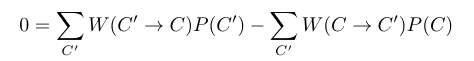 0 = \sum_{C'} W(C' \to C)P(C') - \sum_{C'} W(C \to C')P(C)